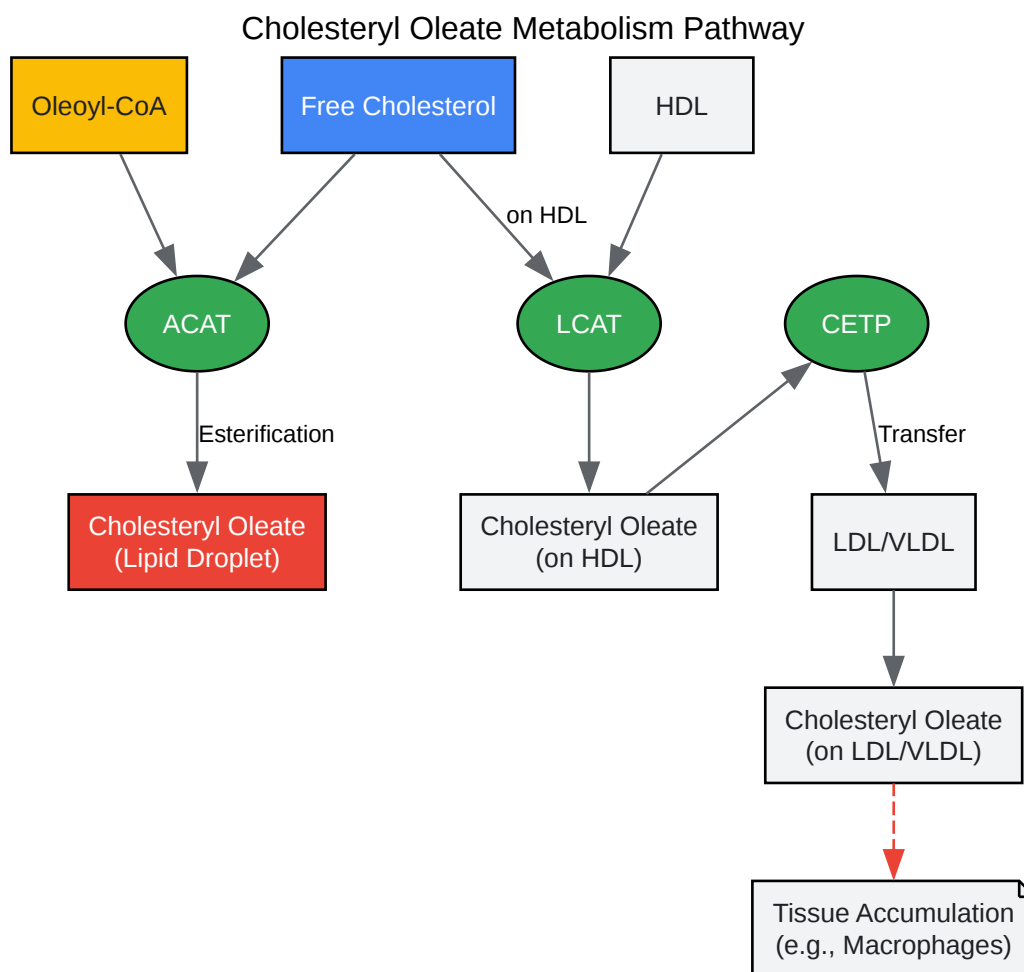 Cholesteryl Oleate Metabolism Pathway
Oleoyl-CoA
Free Cholesterol
HDL
on HDL
ACAT
LCAT
CETP
Esterification
Transfer
Cholesteryl Oleate
(Lipid Droplet)
Cholesteryl Oleate
(on HDL)
LDL/VLDL
Cholesteryl Oleate
(on LDL/VLDL)
Tissue Accumulation
(e.g., Macrophages)